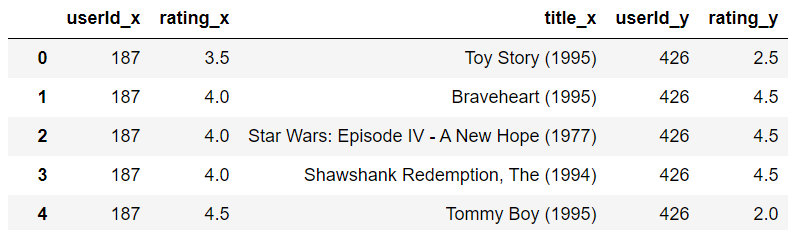 userId_x rating_x title_x userId_y rating_y
0 187 3.5 Toy Story (1995) 426 2.5
1 187 4.0 Braveheart (1995) 426 4.5
2 187 4.0 Star Wars: Episode IV - A New Hope (1977) 426 4.5
3 187 4.0 Shawshank Redemption, The (1994) 426 4.5
4 187 4.5 Tommy Boy (1995) 426 2.0